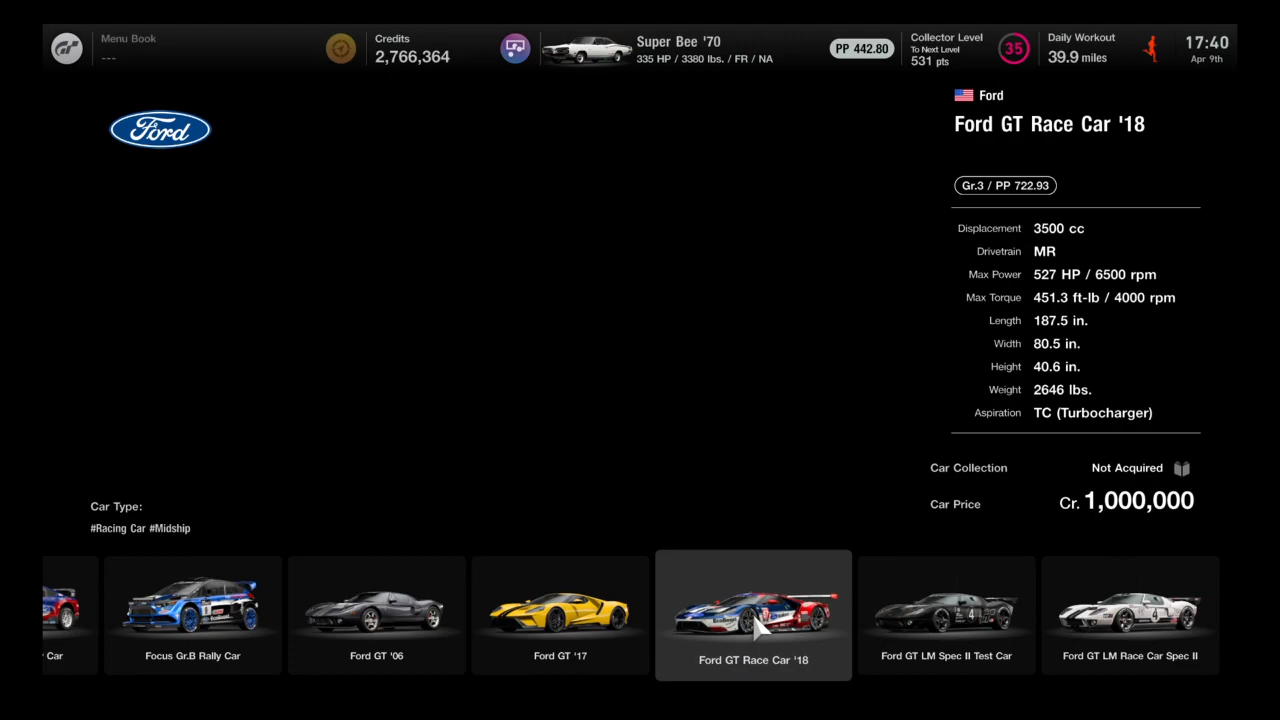 Menu Book
---
Credits
2,766,364
Super Bee '70
335 HP / 3380 lbs. / FR / NA
PP 442.80
Collector Level
To Next Level
531 pts
35
Daily Workout
39.9 miles
17:40
Apr 9th
Ford
Ford
Ford GT Race Car '18
Gr.3 / PP 722.93
Displacement 3500 cc
Drivetrain MR
Max Power 527 HP / 6500 rpm
Max Torque 451.3 ft-lb / 4000 rpm
Length 187.5 in.
Width 80.5 in.
Height 40.6 in.
Weight 2646 lbs.
Aspiration TC (Turbocharger)
Car Collection Not Acquired
Car Price Cr. 1,000,000
Car Type:
#Racing Car #Midship
Car
Focus Gr.B Rally Car
Ford GT '06
Ford GT '17
Ford GT Race Car '18
Ford GT LM Spec II Test Car
Ford GT LM Race Car Spec II